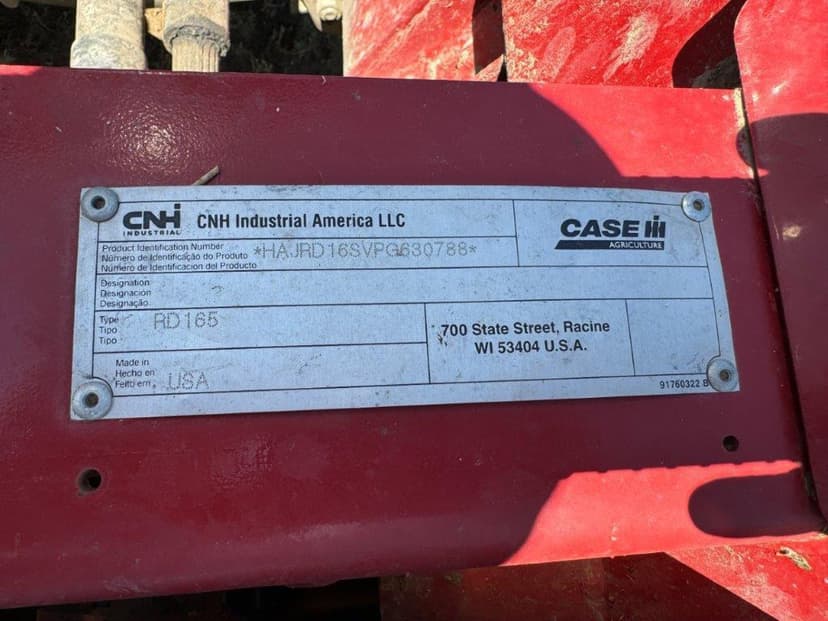 CNH INDUSTRIAL
CNH Industrial America LLC
CASE IH AGRICULTURE
Product Identification Number
Número de Identificação do Produto
Número de Identificación del Producto
*HAJRD16SVPG630788*
Designation
Designación
Designação
Type
Tipo
Tipo
RD165
700 State Street, Racine
WI 53404 U.S.A.
Made in
Hecho en
Feito em
USA
91760322 B